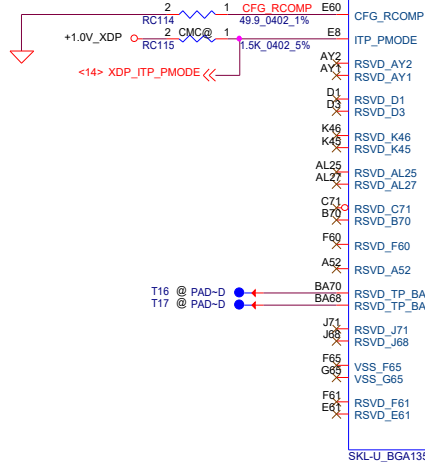 2 1 CFG_RCOMP E60 CFG_RCOMP
RC114 49.9_0402_1%
+1.0V_XDP 2 CMC@ 1 E8 ITP_PMODE
RC115 1.5K_0402_5%
<14> XDP_ITP_PMODE
AY2 RSVD_AY2
AY1 RSVD_AY1
D1 RSVD_D1
D3 RSVD_D3
K46 RSVD_K46
K45 RSVD_K45
AL25 RSVD_AL25
AL27 RSVD_AL27
C71 RSVD_C71
B70 RSVD_B70
F60 RSVD_F60
A52 RSVD_A52
T16 @ PAD~D BA70 RSVD_TP_BA
T17 @ PAD~D BA68 RSVD_TP_BA
J71 RSVD_J71
J68 RSVD_J68
F65 VSS_F65
G65 VSS_G65
F61 RSVD_F61
E61 RSVD_E61
SKL-U_BGA135